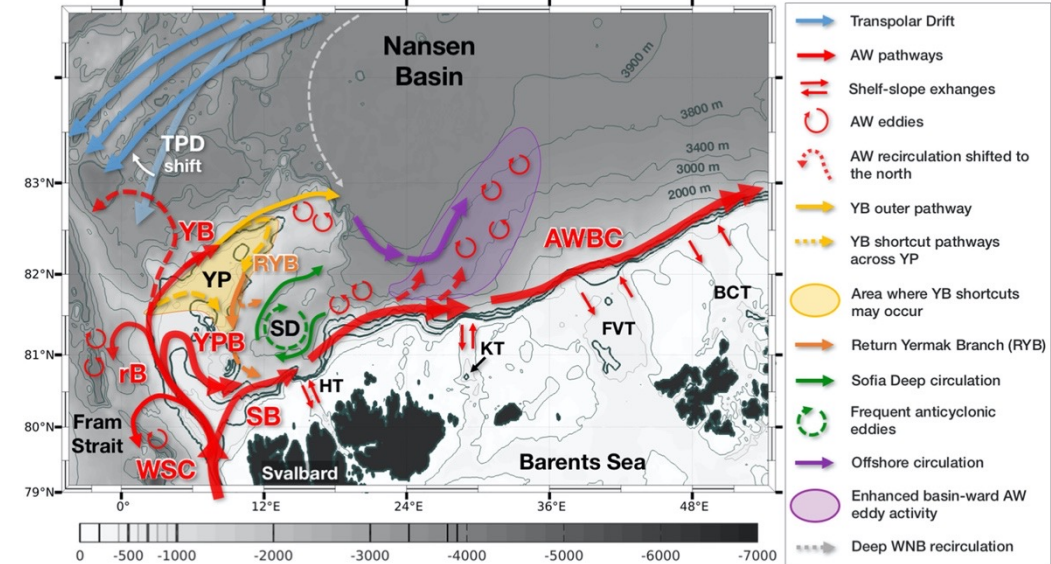 Nansen
Basin
3900 m
3800 m
3400 m
3000 m
2000 m
TPD
shift
83°N
82°N
81°N
80°N
79°N
YB
YP
RYB
YPB
SD
rB
SB
WSC
HT
KT
FVT
BCT
AWBC
Fram
Strait
Svalbard
Barents Sea
0°
12°E
24°E
36°E
48°E
0
-500
-1000
-2000
-3000
-4000
-5000
-6000
-7000
Transpolar Drift
AW pathways
Shelf-slope exhanges
AW eddies
AW recirculation shifted to
the north
YB outer pathway
YB shortcut pathways
across YP
Area where YB shortcuts
may occur
Return Yermak Branch (RYB)
Sofia Deep circulation
Frequent anticyclonic
eddies
Offshore circulation
Enhanced basin-ward AW
eddy activity
Deep WNB recirculation